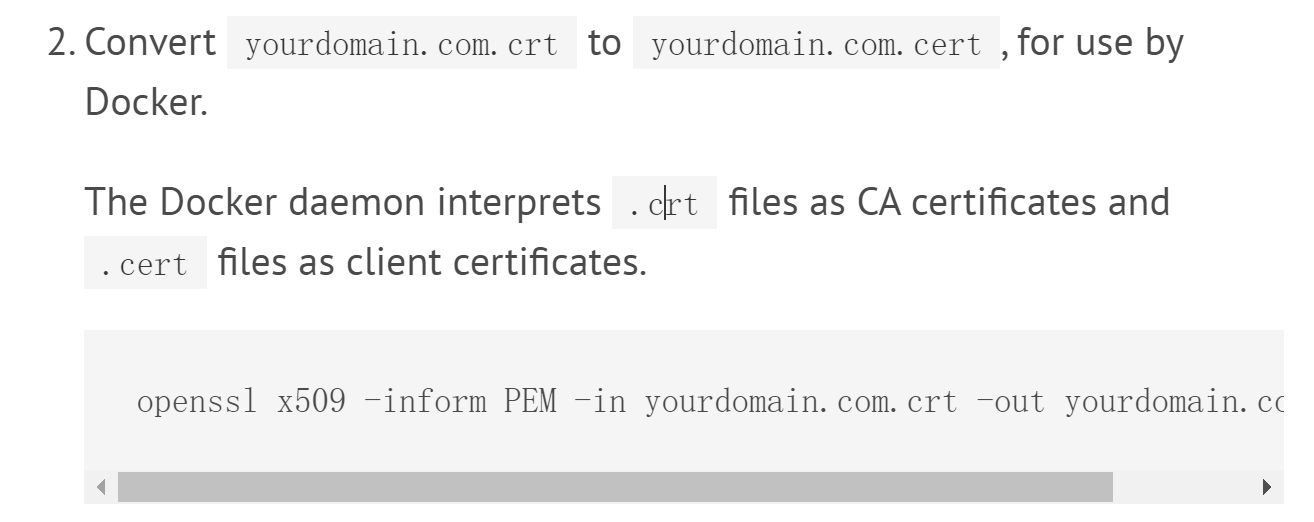 2. Convert yourdomain.com.crt to yourdomain.com.cert , for use by
Docker.
The Docker daemon interprets .crt files as CA certificates and
.cert files as client certificates.
openssl x509 -inform PEM -in yourdomain.com.crt -out yourdomain.co